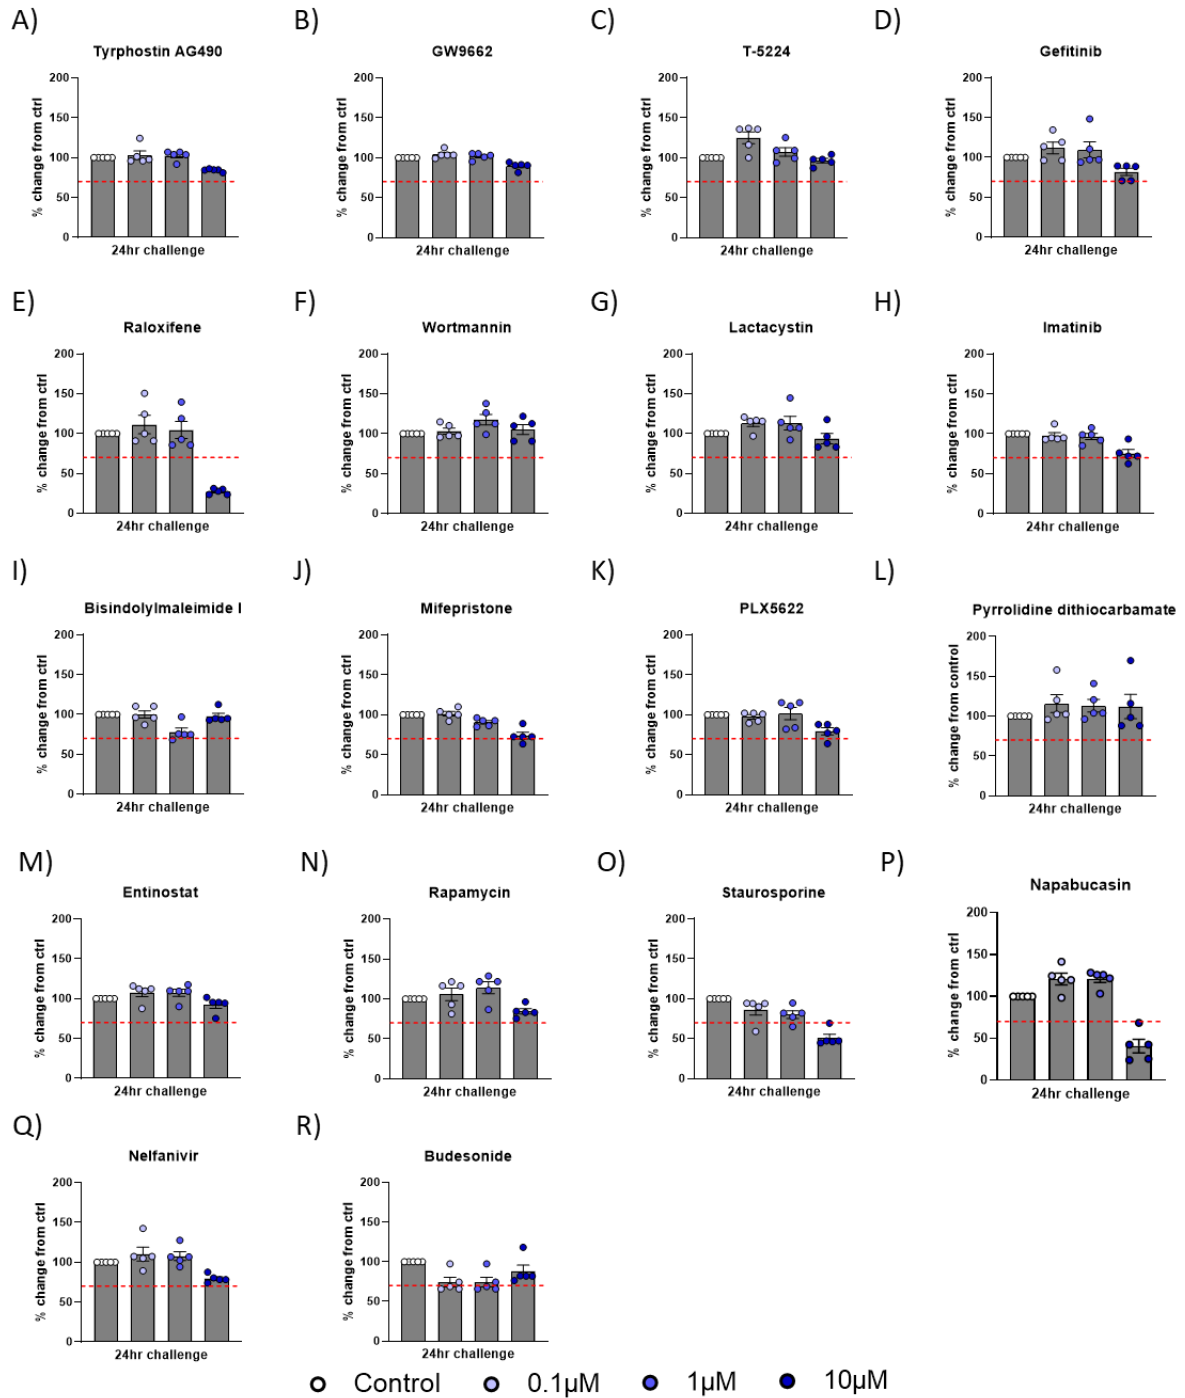 A)
B)
C)
D)
Tyrphostin AG490
GW9662
T-5224
Gefitinib
% change from ctrl
200
150
100
50
0
24hr challenge
% change from ctrl
200
150
100
50
0
24hr challenge
% change from ctrl
200
150
100
50
0
24hr challenge
% change from ctrl
200
150
100
50
0
24hr challenge
E)
F)
G)
H)
Raloxifene
Wortmannin
Lactacystin
Imatinib
% change from ctrl
200
150
100
50
0
24hr challenge
% change from ctrl
200
150
100
50
0
24hr challenge
% change from ctrl
200
150
100
50
0
24hr challenge
% change from ctrl
200
150
100
50
0
24hr challenge
I)
J)
K)
L)
Bisindolylmaleimide I
Mifepristone
PLX5622
Pyrrolidine dithiocarbamate
% change from ctrl
200
150
100
50
0
24hr challenge
% change from ctrl
200
150
100
50
0
24hr challenge
% change from ctrl
200
150
100
50
0
24hr challenge
% change from control
200
150
100
50
0
24hr challenge
M)
N)
O)
P)
Entinostat
Rapamycin
Staurosporine
Napabucasin
% change from ctrl
200
150
100
50
0
24hr challenge
% change from ctrl
200
150
100
50
0
24hr challenge
% change from ctrl
200
150
100
50
0
24hr challenge
% change from ctrl
200
150
100
50
0
24hr challenge
Q)
R)
Nelfanivir
Budesonide
% change from ctrl
200
150
100
50
0
24hr challenge
% change from ctrl
200
150
100
50
0
24hr challenge
Control
0.1µM
1µM
10µM